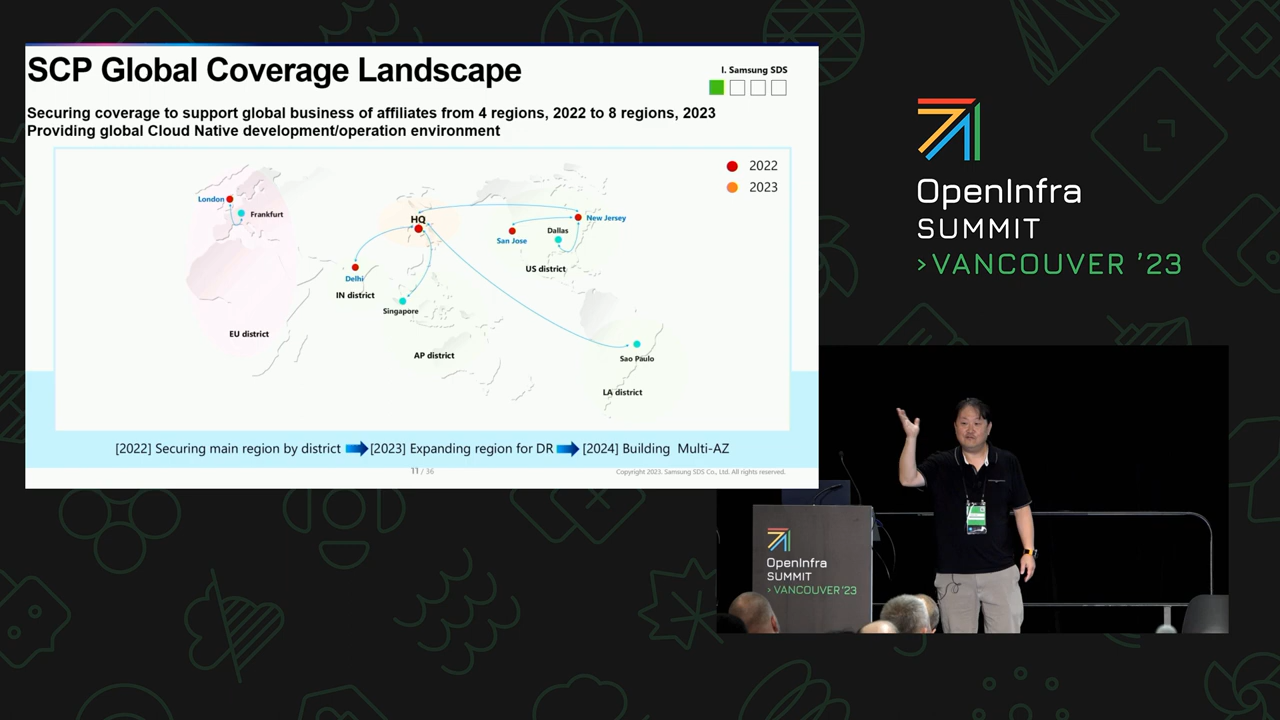 SCP Global Coverage Landscape
I. Samsung SDS
Securing coverage to support global business of affiliates from 4 regions, 2022 to 8 regions, 2023
Providing global Cloud Native development/operation environment
2022
2023
London
Frankfurt
HQ
New Jersey
San Jose
Dallas
US district
Delhi
IN district
Singapore
EU district
AP district
Sao Paulo
LA district
[2022] Securing main region by district
[2023] Expanding region for DR
[2024] Building Multi-AZ
11 / 36
Copyright 2023. Samsung SDS Co., Ltd. All rights reserved.
OpenInfra
SUMMIT
>VANCOUVER '23
OpenInfra
SUMMIT
>VANCOUVER '23